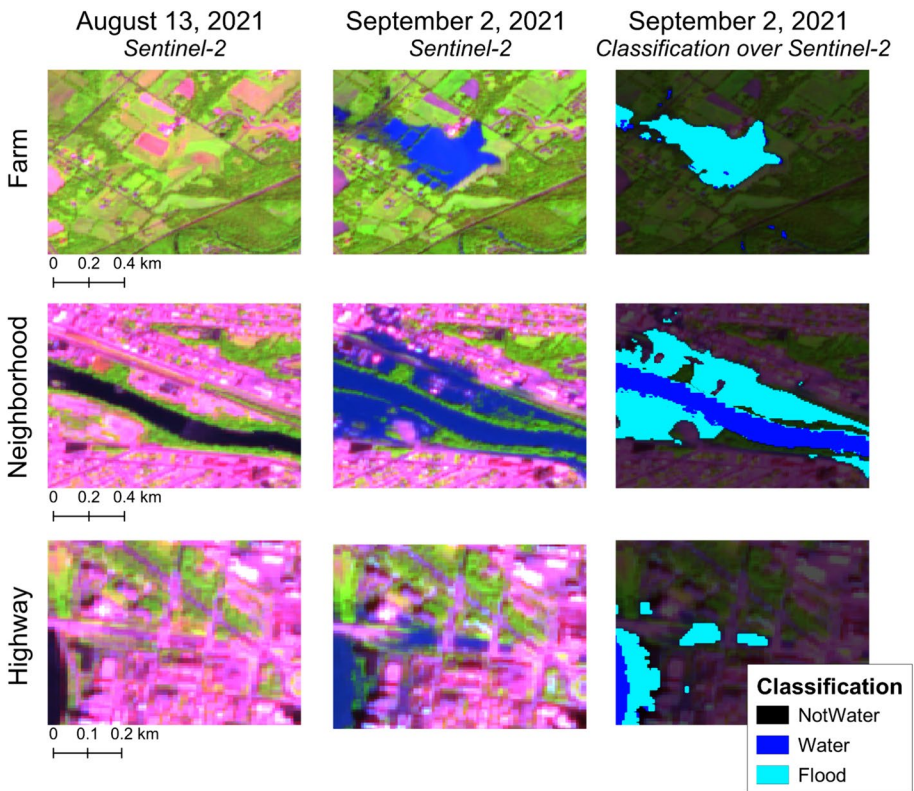 August 13, 2021
Sentinel-2
September 2, 2021
Sentinel-2
September 2, 2021
Classification over Sentinel-2
Farm
0 0.2 0.4 km
Neighborhood
0 0.2 0.4 km
Highway
0 0.1 0.2 km
Classification
NotWater
Water
Flood